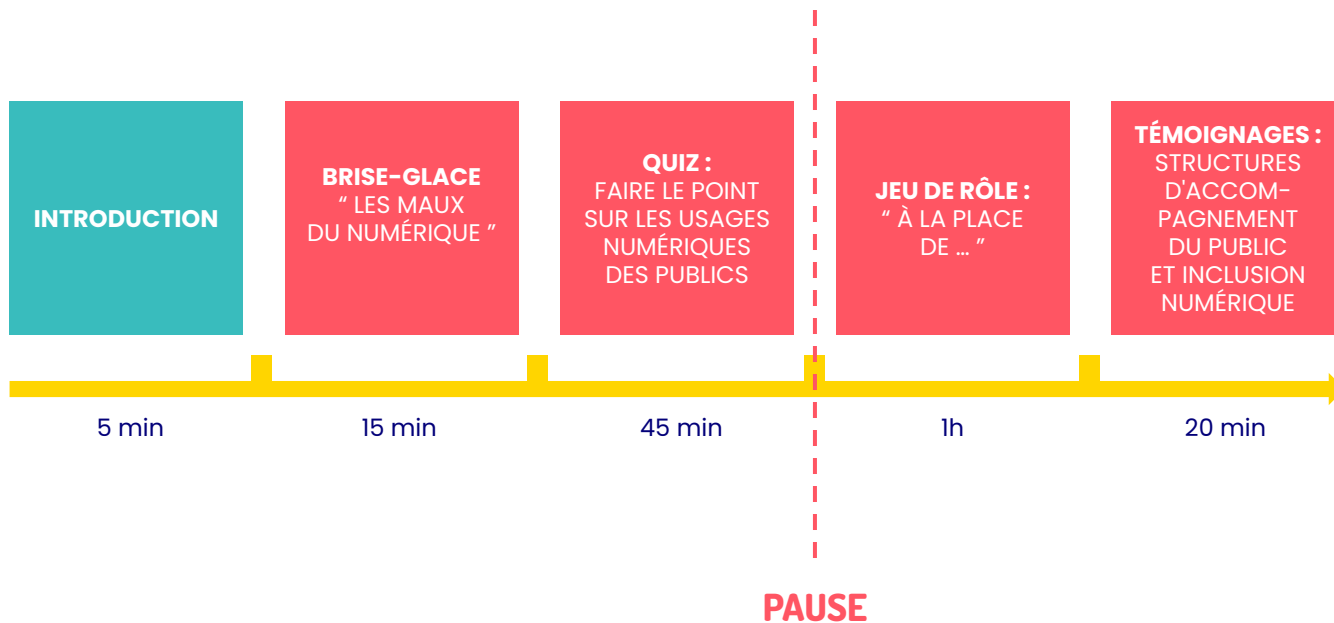 INTRODUCTION
BRISE-GLACE
“ LES MAUX
DU NUMÉRIQUE ”
QUIZ :
FAIRE LE POINT
SUR LES USAGES
NUMÉRIQUES
DES PUBLICS
JEU DE RÔLE :
“ À LA PLACE
DE ... ”
TÉMOIGNAGES :
STRUCTURES
D'ACCOM-
PAGNEMENT
DU PUBLIC
ET INCLUSION
NUMÉRIQUE
5 min
15 min
45 min
1h
20 min
PAUSE